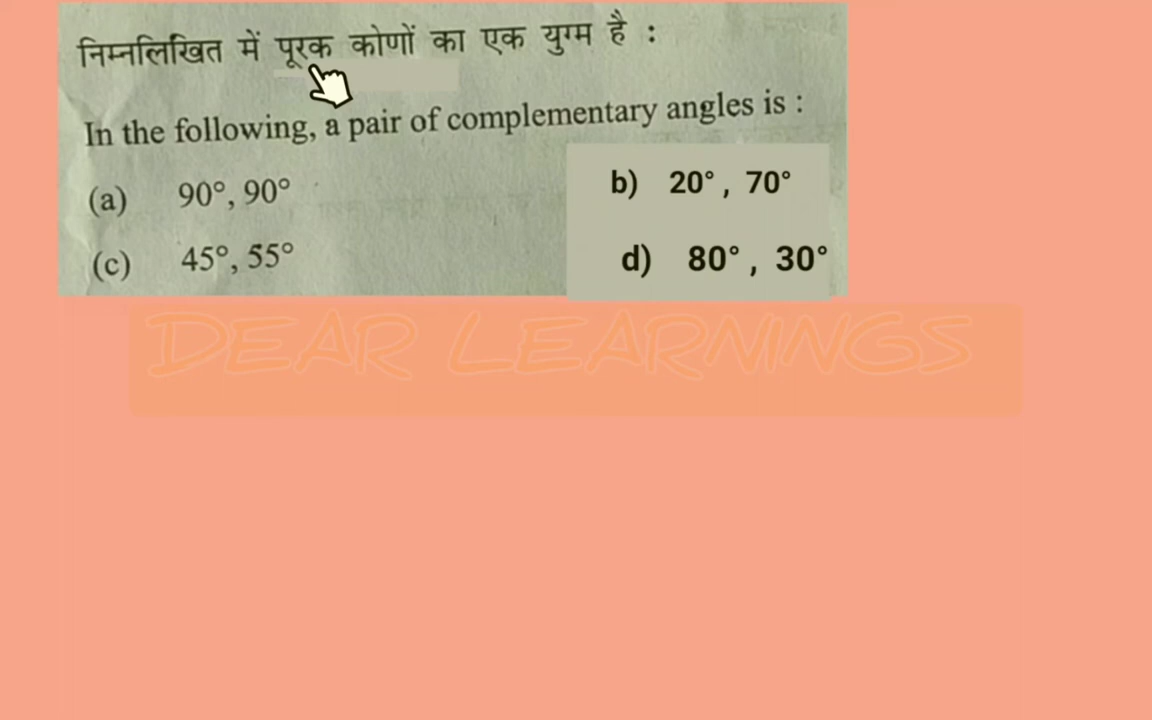 निम्नलिखित में पूरक कोणों का एक युग्म है :
In the following, a pair of complementary angles is :
(a) 90°, 90° b) 20° , 70°
(c) 45°, 55° d) 80° , 30°
DEAR LEARNINGS